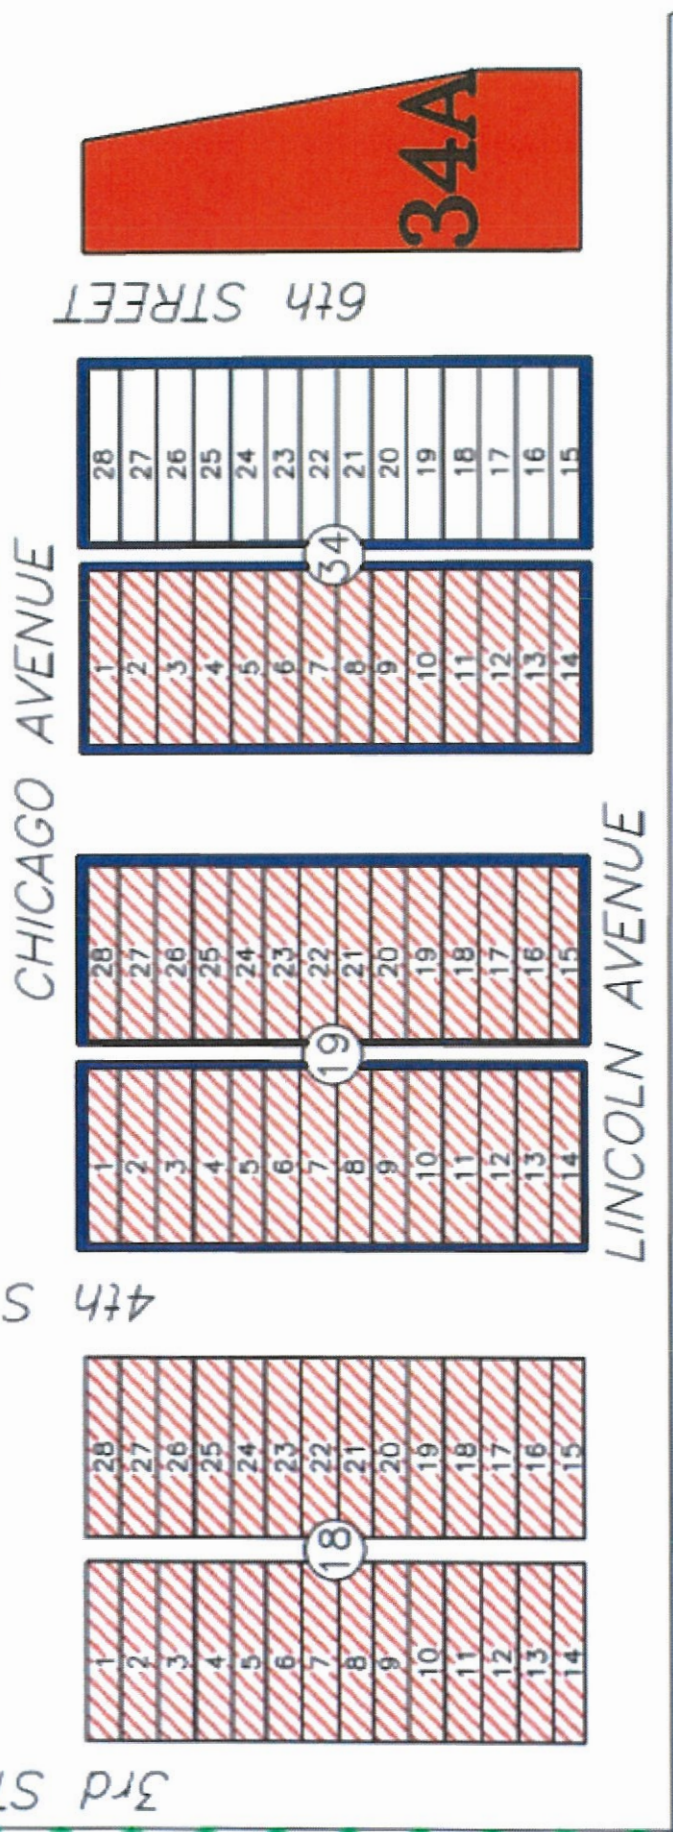 34A
6th STREET
28 27 26 25 24 23 22 21 20 19 18 17 16 15
34
1 2 3 4 5 6 7 8 9 10 11 12 13 14
CHICAGO AVENUE
28 27 26 25 24 23 22 21 20 19 18 17 16 15
19
1 2 3 4 5 6 7 8 9 10 11 12 13 14
LINCOLN AVENUE
4th S
28 27 26 25 24 23 22 21 20 19 18 17 16 15
18
1 2 3 4 5 6 7 8 9 10 11 12 13 14
3rd ST